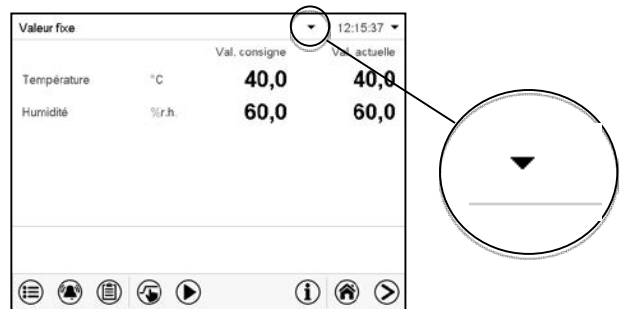 Valeur fixe 12:15:37
Val. consigne Val. actuelle
Température °C 40,0 40,0
Humidité %r.h. 60,0 60,0